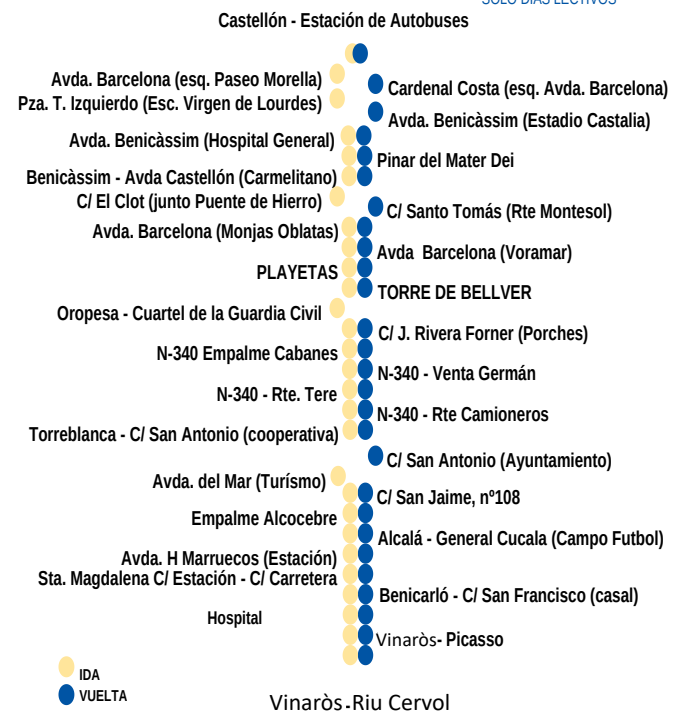 SOLO DÍAS LECTIVOS
Castellón - Estación de Autobuses
Avda. Barcelona (esq. Paseo Morella)
Cardenal Costa (esq. Avda. Barcelona)
Pza. T. Izquierdo (Esc. Virgen de Lourdes)
Avda. Benicàssim (Estadio Castalia)
Avda. Benicàssim (Hospital General)
Pinar del Mater Dei
Benicàssim - Avda Castellón (Carmelitano)
C/ El Clot (junto Puente de Hierro)
C/ Santo Tomás (Rte Montesol)
Avda. Barcelona (Monjas Oblatas)
Avda Barcelona (Voramar)
PLAYETAS
TORRE DE BELLVER
Oropesa - Cuartel de la Guardia Civil
C/ J. Rivera Forner (Porches)
N-340 Empalme Cabanes
N-340 - Venta Germán
N-340 - Rte. Tere
N-340 - Rte Camioneros
Torreblanca - C/ San Antonio (cooperativa)
C/ San Antonio (Ayuntamiento)
Avda. del Mar (Turísmo)
C/ San Jaime, nº108
Empalme Alcocebre
Alcalá - General Cucala (Campo Futbol)
Avda. H Marruecos (Estación)
Sta. Magdalena C/ Estación - C/ Carretera
Benicarló - C/ San Francisco (casal)
Hospital
Vinaròs- Picasso
IDA
VUELTA
Vinaròs-Riu Cervol